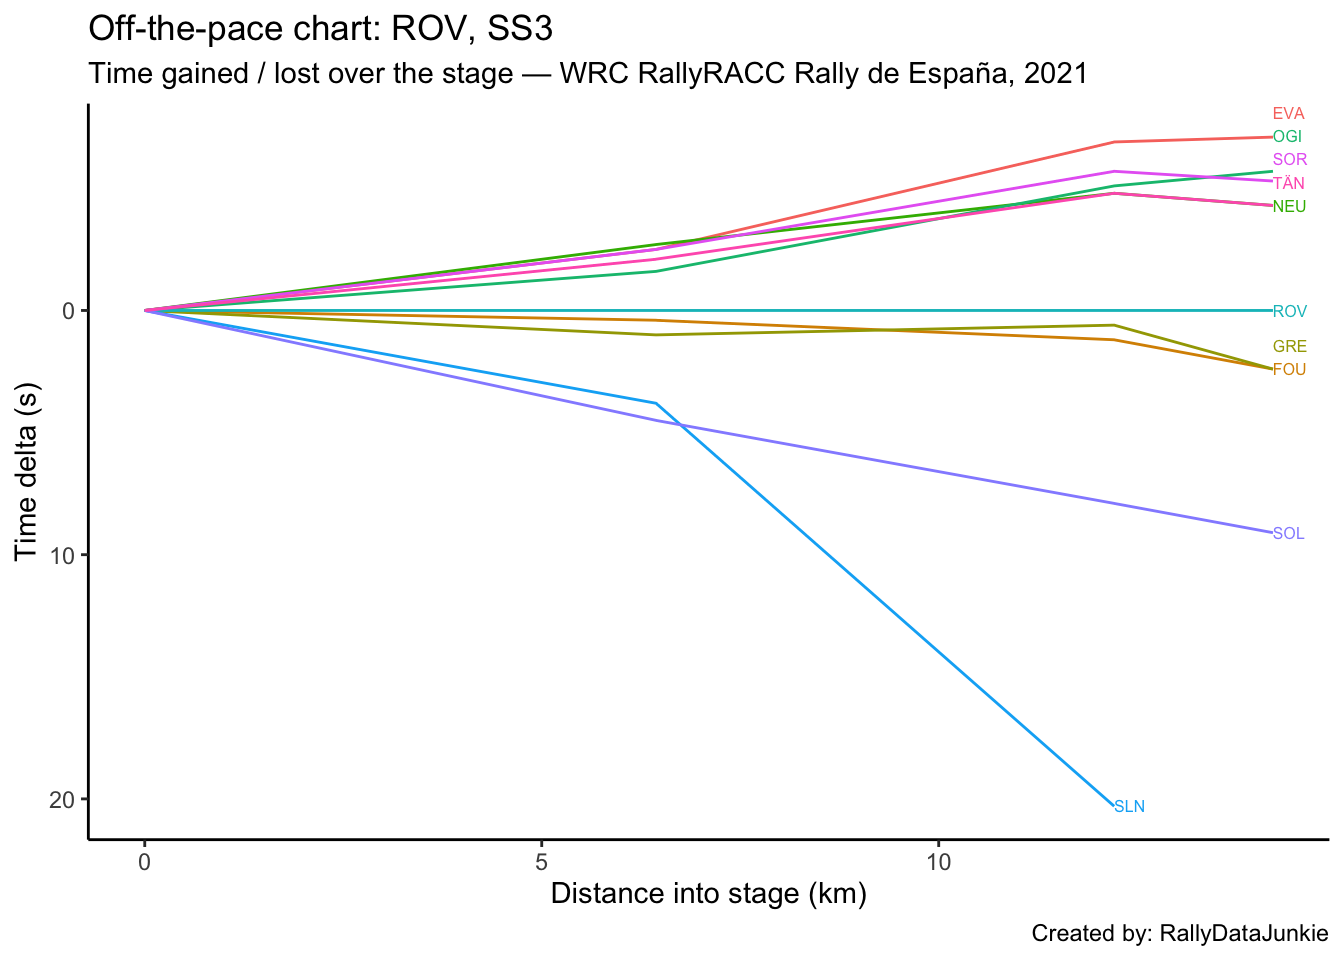 Off-the-pace chart: ROV, SS3
Time gained / lost over the stage — WRC RallyRACC Rally de España, 2021
EVA
OGI
SOR
TÄN
NEU
0
ROV
GRE
FOU
Time delta (s)
10
SOL
20
SLN
0
5
10
Distance into stage (km)
Created by: RallyDataJunkie